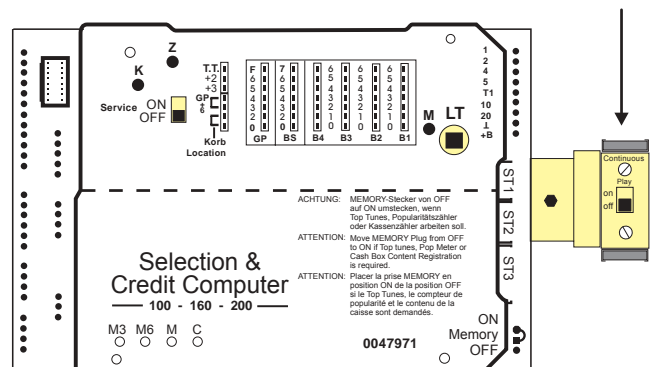 K
Z
Service ON
OFF
T.T.
+2
+3
GP
+6
Korb
Location
F
6
5
4
3
2
0
GP
7
6
5
4
3
2
0
BS
6
5
4
3
2
1
0
B4
6
5
4
3
2
1
0
B3
6
5
4
3
2
1
0
B2
6
5
4
3
2
1
0
B1
M
LT
1
2
4
5
T1
10
20
⊥
+B
Continuous
Play
on
off
ST1
ST2
ST3
ACHTUNG: MEMORY-Stecker von OFF
auf ON umstecken, wenn
Top Tunes, Popularitätszähler
oder Kassenzähler arbeiten soll.
ATTENTION: Move MEMORY Plug from OFF
to ON if Top tunes, Pop Meter or
Cash Box Content Registration
is required.
ATTENTION: Placer la prise MEMORY en
position ON de la position OFF
si le Top Tunes, le compteur de
popularité et le contenu de la
caisse sont demandés.
Selection &
Credit Computer
100 - 160 - 200
M3 M6 M C
0047971
ON
Memory
OFF